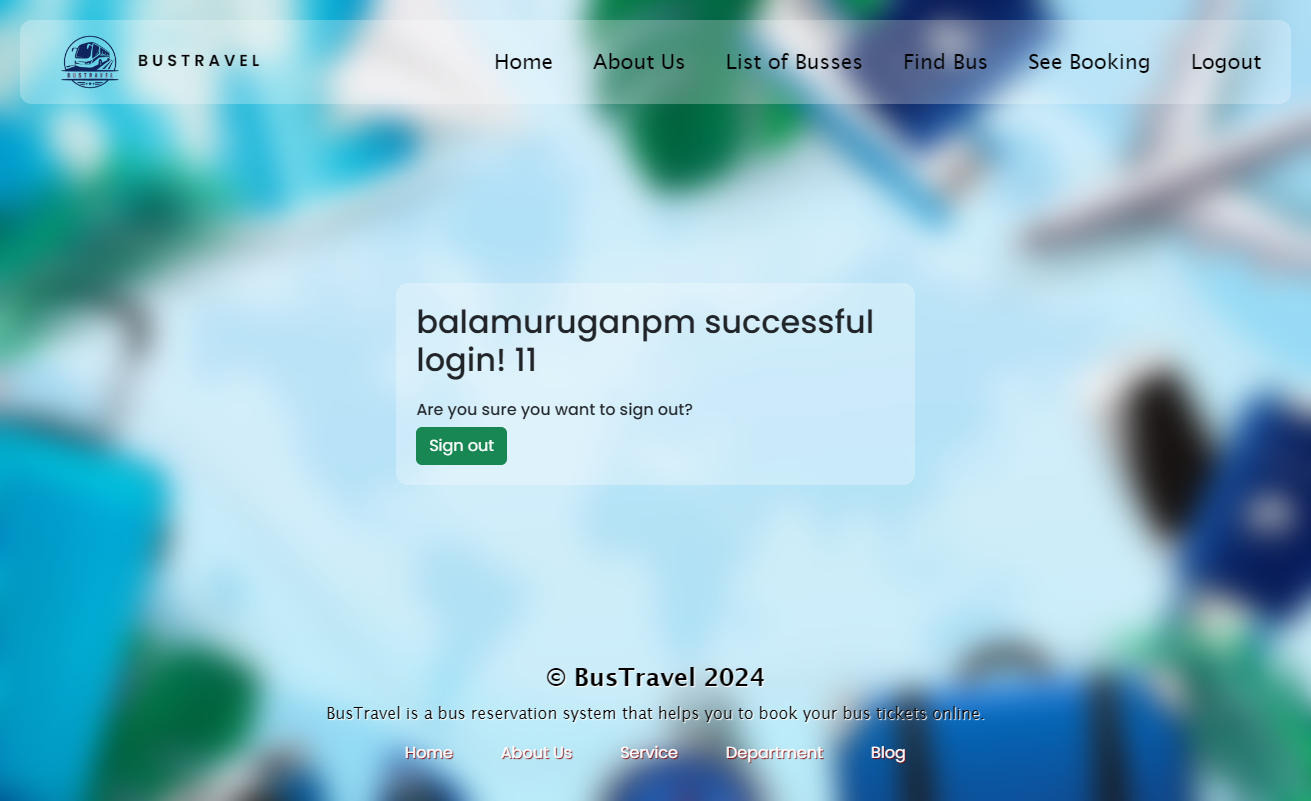 BUSTRAVEL
BUSTRAVEL
Home About Us List of Busses Find Bus See Booking Logout
balamuruganpm successful
login! 11
Are you sure you want to sign out?
Sign out
© BusTravel 2024
BusTravel is a bus reservation system that helps you to book your bus tickets online.
Home About Us Service Department Blog